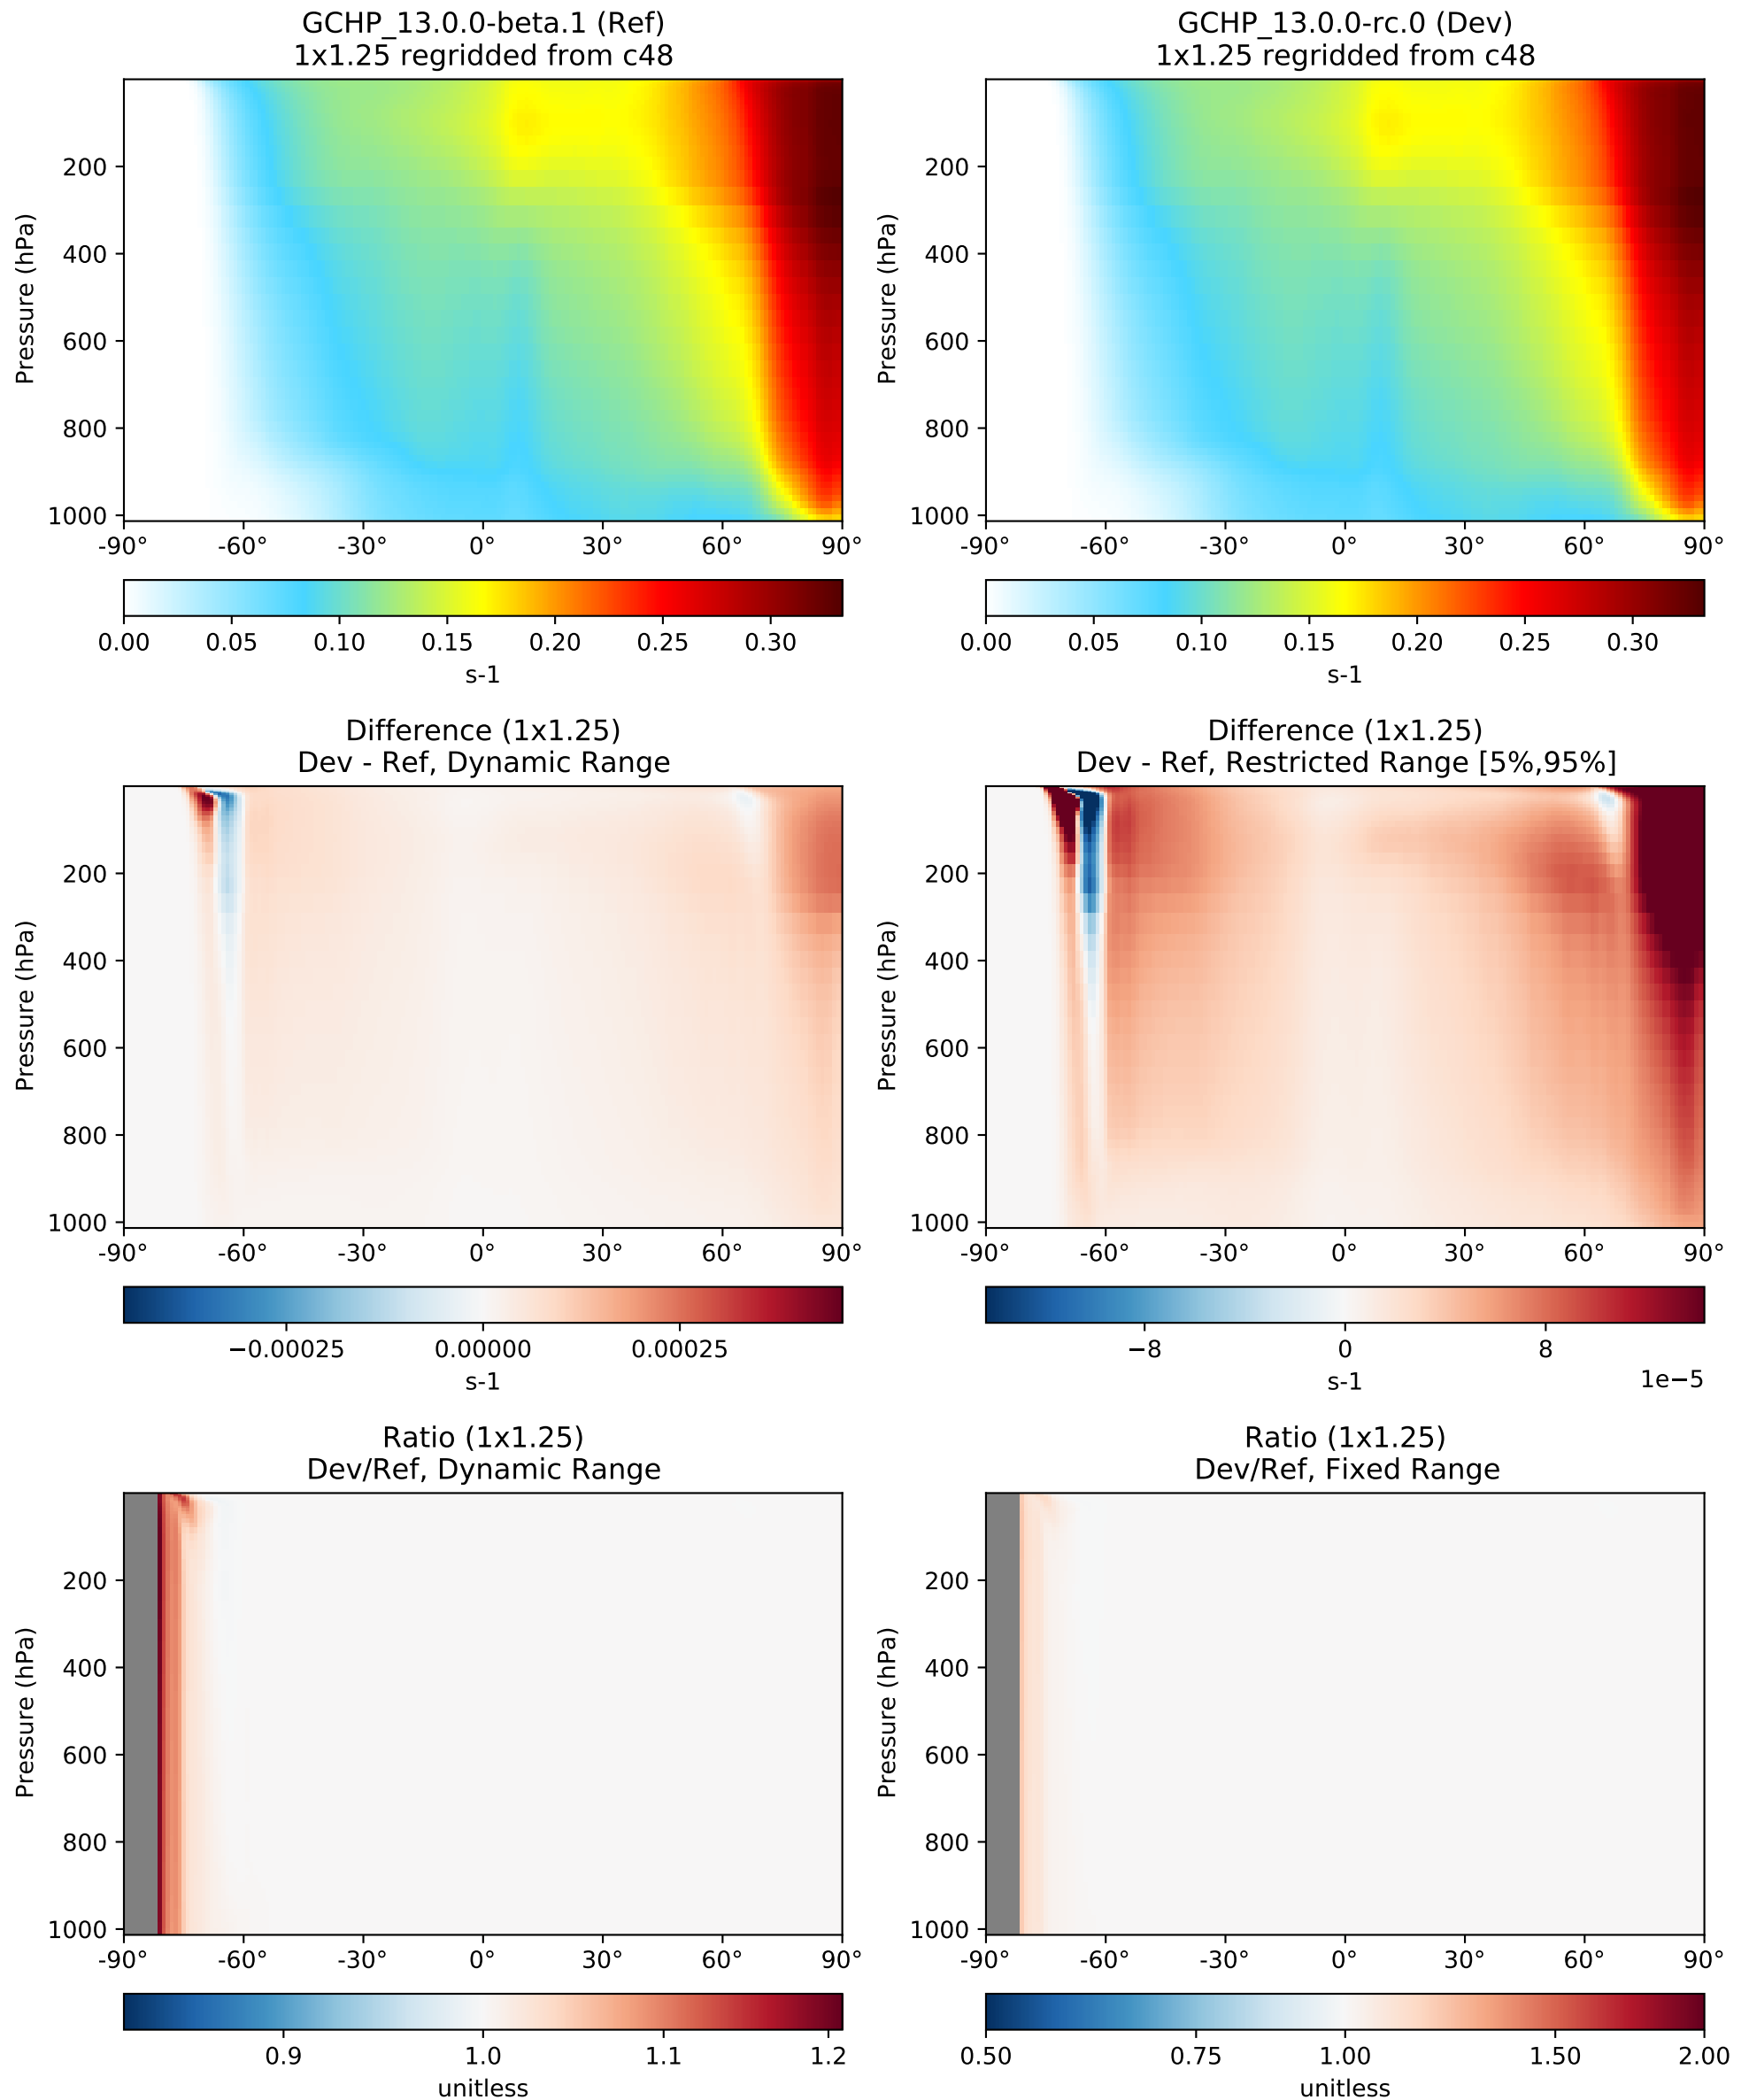 GCHP_13.0.0-beta.1 (Ref)
1x1.25 regridded from c48
Pressure (hPa)
200
400
600
800
1000
-90° -60° -30° 0° 30° 60° 90°
0.00 0.05 0.10 0.15 0.20 0.25 0.30
s-1
GCHP_13.0.0-rc.0 (Dev)
1x1.25 regridded from c48
Pressure (hPa)
200
400
600
800
1000
-90° -60° -30° 0° 30° 60° 90°
0.00 0.05 0.10 0.15 0.20 0.25 0.30
s-1
Difference (1x1.25)
Dev - Ref, Dynamic Range
Pressure (hPa)
200
400
600
800
1000
-90° -60° -30° 0° 30° 60° 90°
−0.00025 0.00000 0.00025
s-1
Difference (1x1.25)
Dev - Ref, Restricted Range [5%,95%]
Pressure (hPa)
200
400
600
800
1000
-90° -60° -30° 0° 30° 60° 90°
−8 0 8
s-1
1e−5
Ratio (1x1.25)
Dev/Ref, Dynamic Range
Pressure (hPa)
200
400
600
800
1000
-90° -60° -30° 0° 30° 60° 90°
0.9 1.0 1.1 1.2
unitless
Ratio (1x1.25)
Dev/Ref, Fixed Range
Pressure (hPa)
200
400
600
800
1000
-90° -60° -30° 0° 30° 60° 90°
0.50 0.75 1.00 1.50 2.00
unitless